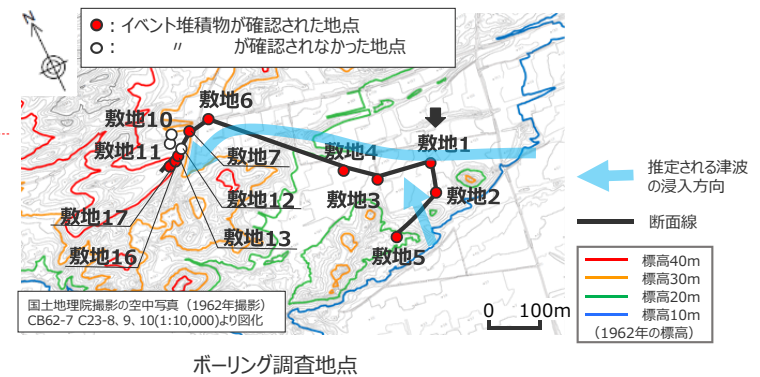 ●：イベント堆積物が確認された地点
○：　〃　が確認されなかった地点
N
敷地6
敷地10
敷地1
敷地11
敷地7
敷地4
敷地12
敷地3
敷地2
敷地17
敷地13
敷地5
敷地16
推定される津波
の浸入方向
断面線
標高40m
標高30m
標高20m
標高10m
（1962年の標高）
国土地理院撮影の空中写真（1962年撮影）
CB62-7 C23-8、9、10(1:10,000)より図化
0 100m
ボーリング調査地点